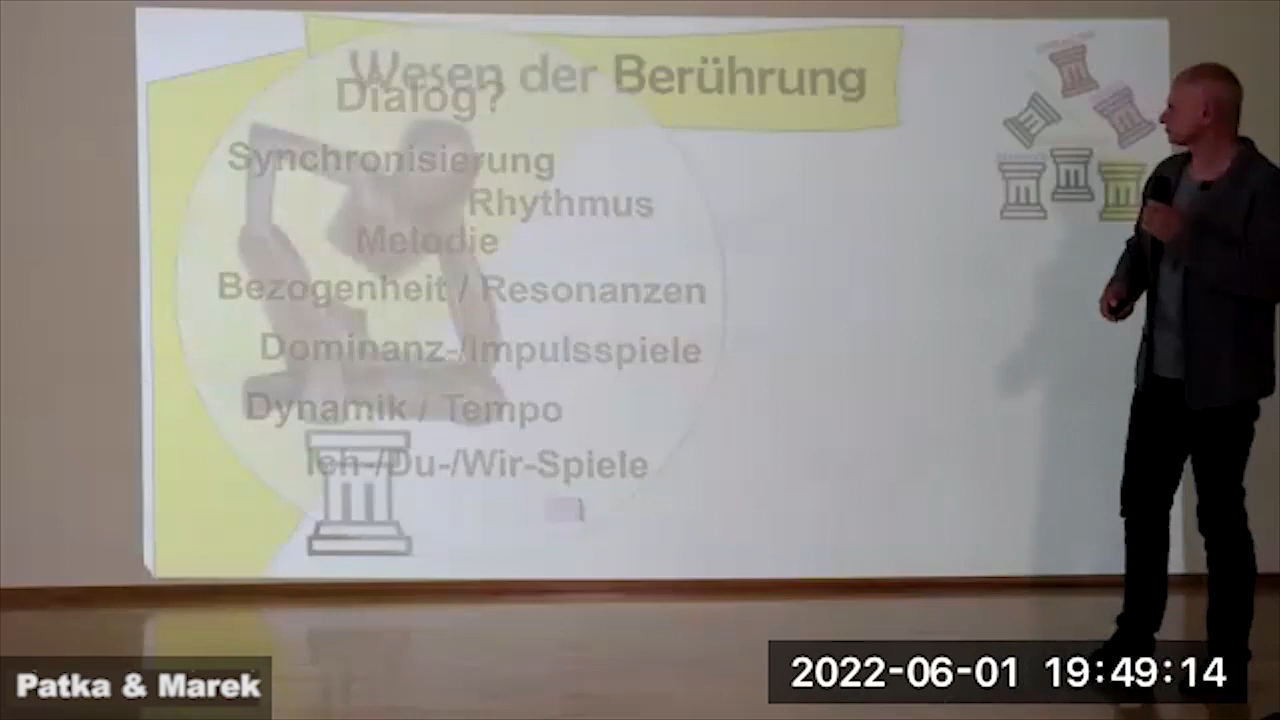 Wesen der Berührung
Dialog?
Synchronisierung
Rhythmus
Melodie
Bezogenheit / Resonanzen
Dominanz-/Impulsspiele
Dynamik / Tempo
Ich-/Du-/Wir-Spiele
Patka & Marek
2022-06-01 19:49:14